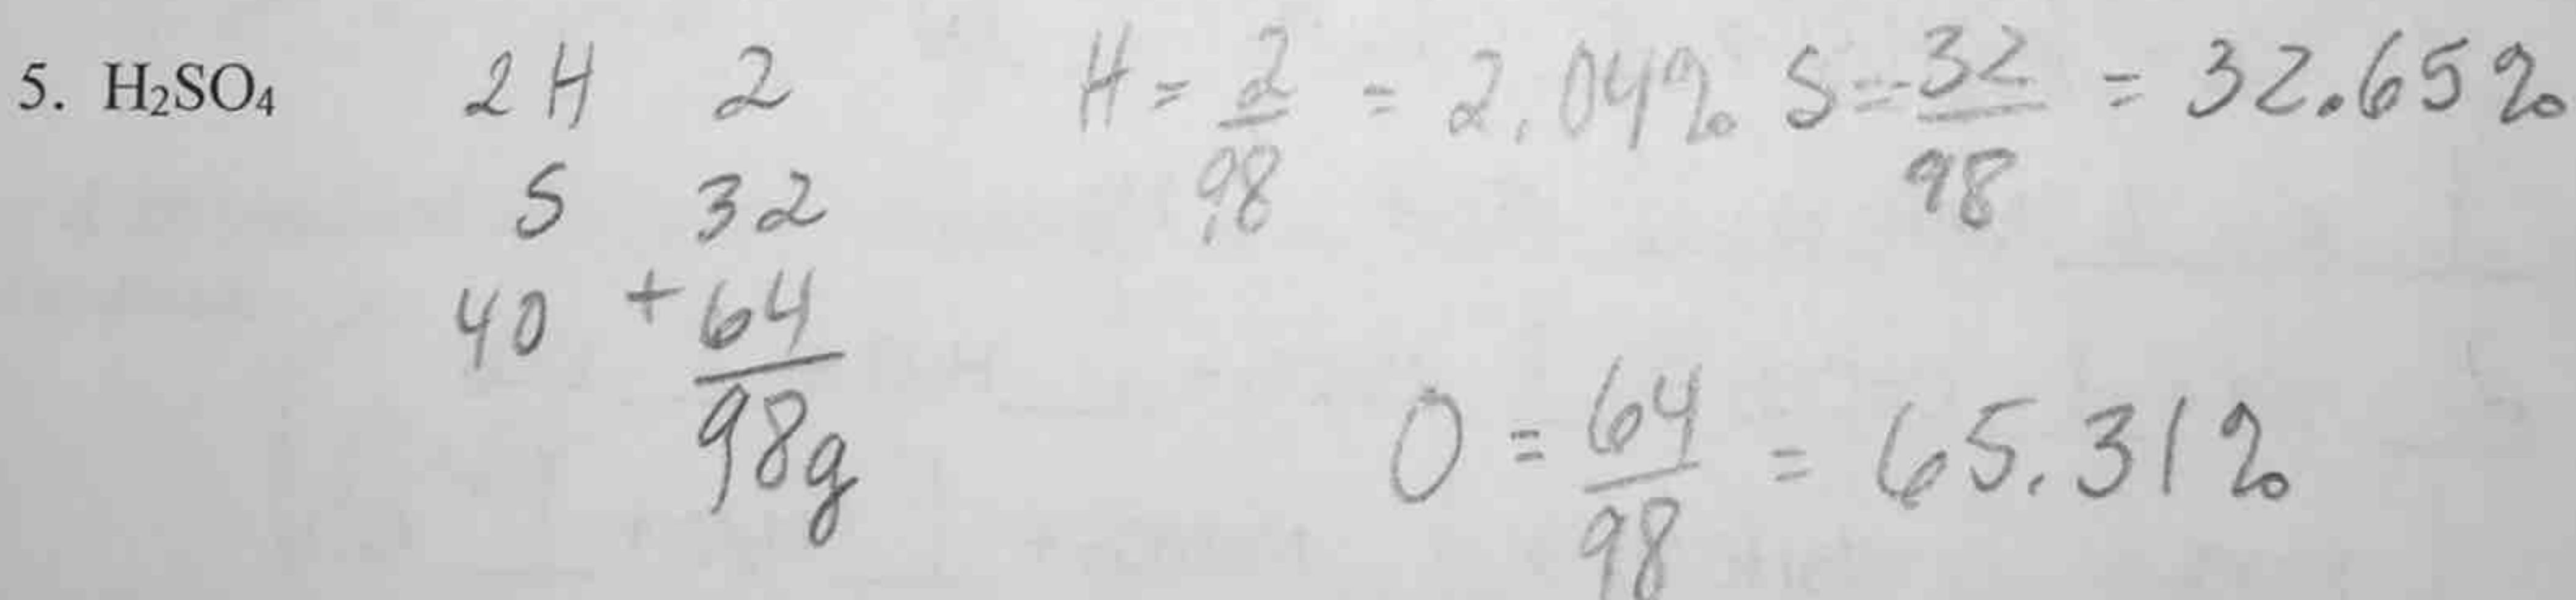 5. H₂SO₄ 2H 2 H = 2/98 = 2.04% S = 32/98 = 32.65%
S 32
4O + 64
98g O = 64/98 = 65.31%